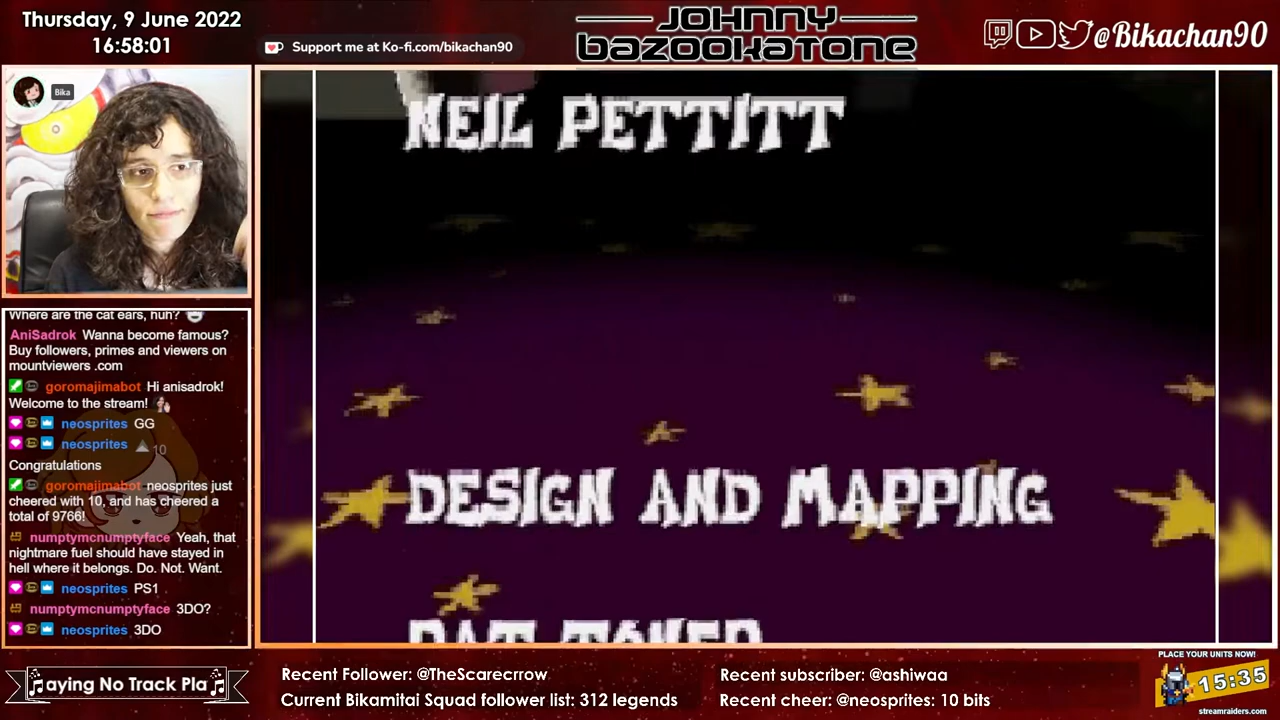 Thursday, 9 June 2022
16:58:01
Support me at Ko-fi.com/bikachan90
JOHNNY
BAZOOKATONE
@Bikachan90
Bika
NEIL PETTITT
DESIGN AND MAPPING
Where are the cat ears, huh?
AniSadrok Wanna become famous?
Buy followers, primes and viewers on
mountviewers .com
goromajimabot Hi anisadrok!
Welcome to the stream!
neosprites GG
neosprites 10
Congratulations
goromajimabot neosprites just
cheered with 10, and has cheered a
total of 9766!
numptymcnumptyface Yeah, that
nightmare fuel should have stayed in
hell where it belongs. Do. Not. Want.
neosprites PS1
numptymcnumptyface 3DO?
neosprites 3DO
aying No Track Pla
Recent Follower: @TheScarecrrow
Current Bikamitai Squad follower list: 312 legends
Recent subscriber: @ashiwaa
Recent cheer: @neosprites: 10 bits
PLACE YOUR UNITS NOW!
15:35
streamraiders.com